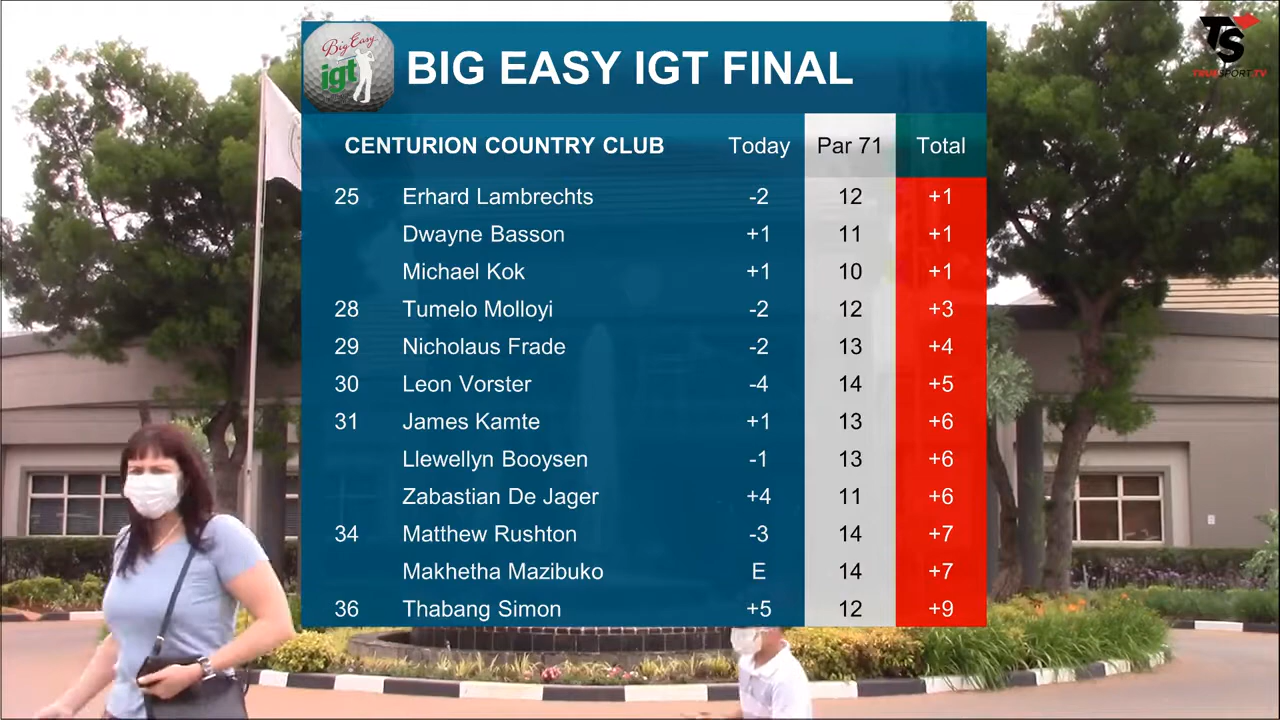 Big Easy
igt
BIG EASY IGT FINAL
TS
TRUESPORT.TV
CENTURION COUNTRY CLUB Today Par 71 Total
25 Erhard Lambrechts -2 12 +1
Dwayne Basson +1 11 +1
Michael Kok +1 10 +1
28 Tumelo Molloyi -2 12 +3
29 Nicholaus Frade -2 13 +4
30 Leon Vorster -4 14 +5
31 James Kamte +1 13 +6
Llewellyn Booysen -1 13 +6
Zabastian De Jager +4 11 +6
34 Matthew Rushton -3 14 +7
Makhetha Mazibuko E 14 +7
36 Thabang Simon +5 12 +9